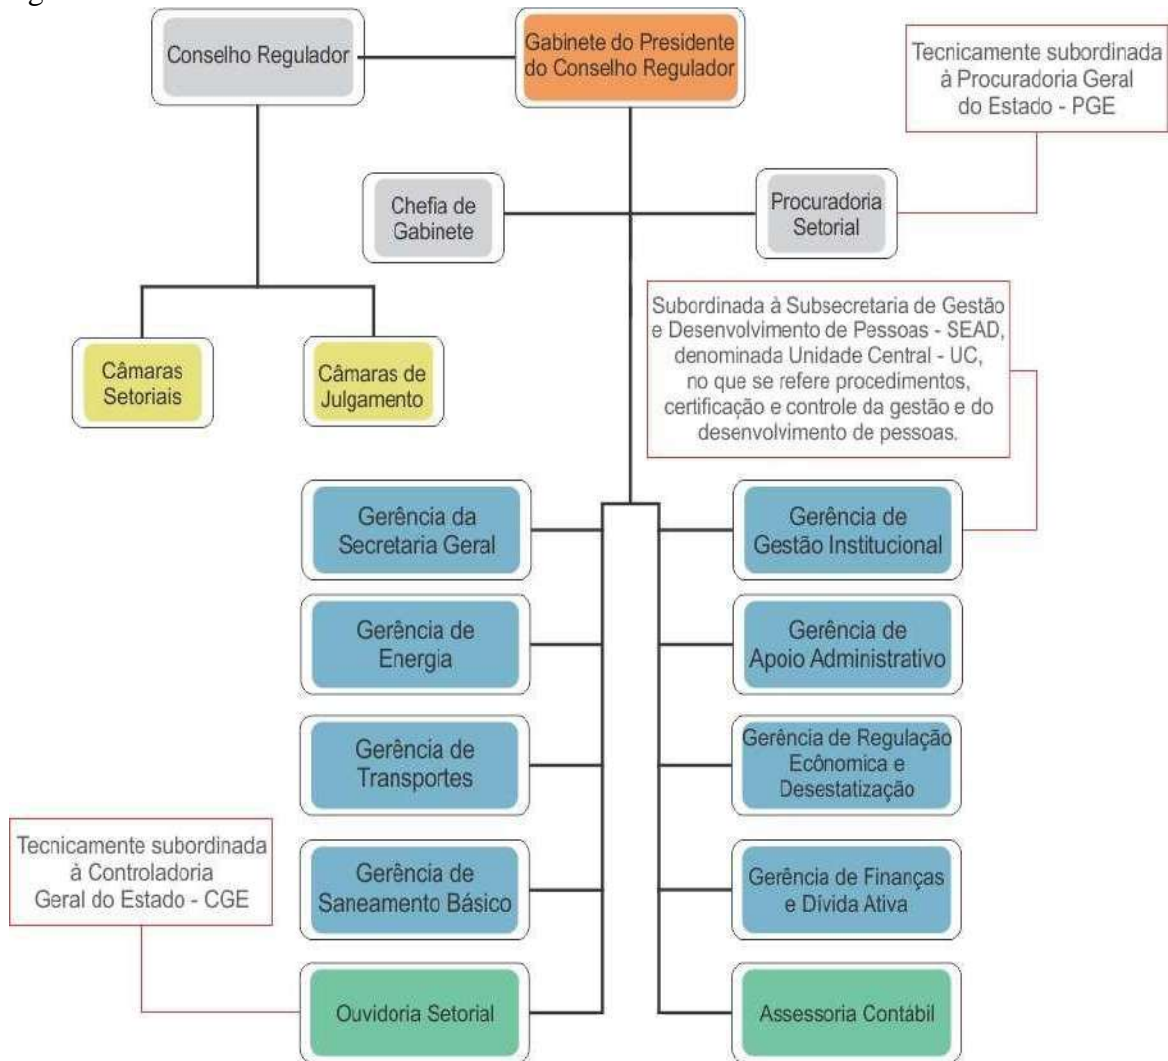 Conselho Regulador
Gabinete do Presidente
do Conselho Regulador
Tecnicamente subordinada
à Procuradoria Geral
do Estado - PGE
Chefia de
Gabinete
Procuradoria
Setorial
Subordinada à Subsecretaria de Gestão
e Desenvolvimento de Pessoas - SEAD,
denominada Unidade Central - UC,
no que se refere procedimentos,
certificação e controle da gestão e do
desenvolvimento de pessoas.
Câmaras
Setoriais
Câmaras de
Julgamento
Gerência da
Secretaria Geral
Gerência de
Gestão Institucional
Gerência de
Energia
Gerência de
Apoio Administrativo
Gerência de
Transportes
Gerência de Regulação
Ecônomica e
Desestatização
Tecnicamente subordinada
à Controladoria
Geral do Estado - CGE
Gerência de
Saneamento Básico
Gerência de Finanças
e Dívida Ativa
Ouvidoria Setorial
Assessoria Contábil